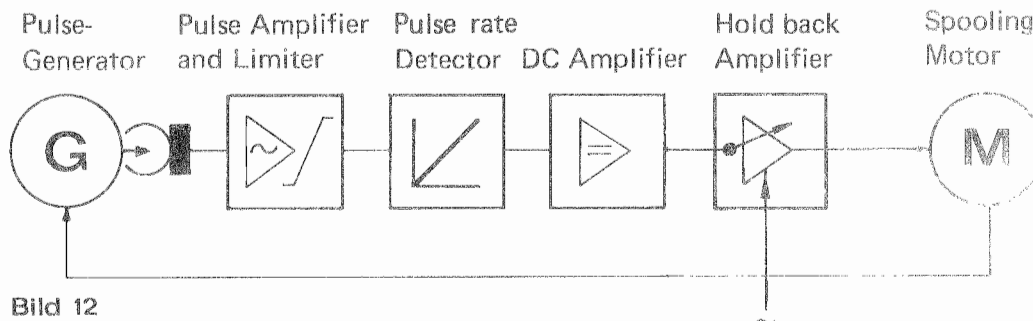 Pulse-
Generator
Pulse Amplifier
and Limiter
Pulse rate
Detector
DC Amplifier
Hold back
Amplifier
Spooling
Motor
G
M
Bild 12